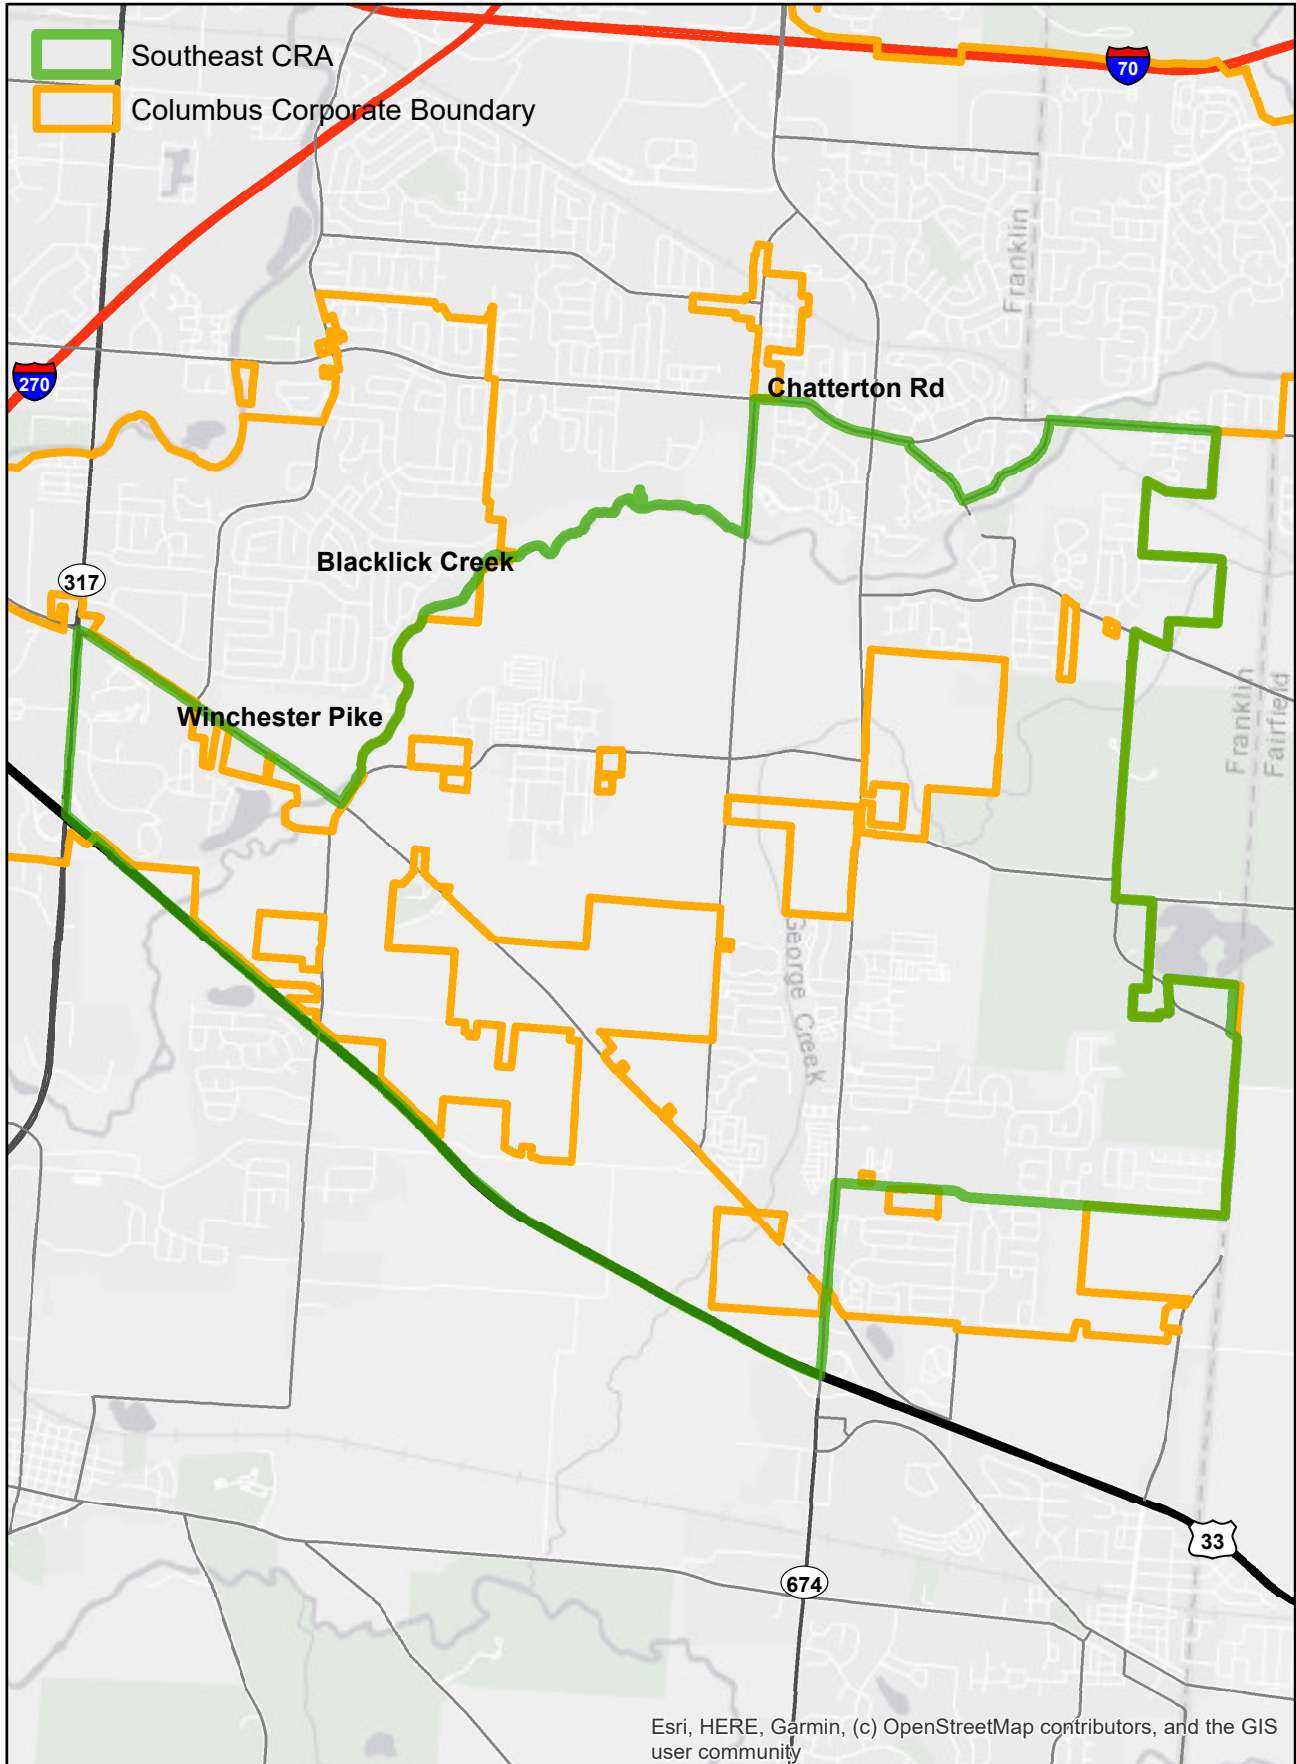 Southeast CRA
Columbus Corporate Boundary
70
Franklin
270
Chatterton Rd
Blacklick Creek
317
Winchester Pike
Franklin
Fairfield
George Creek
33
674
Esri, HERE, Garmin, (c) OpenStreetMap contributors, and the GIS
user community